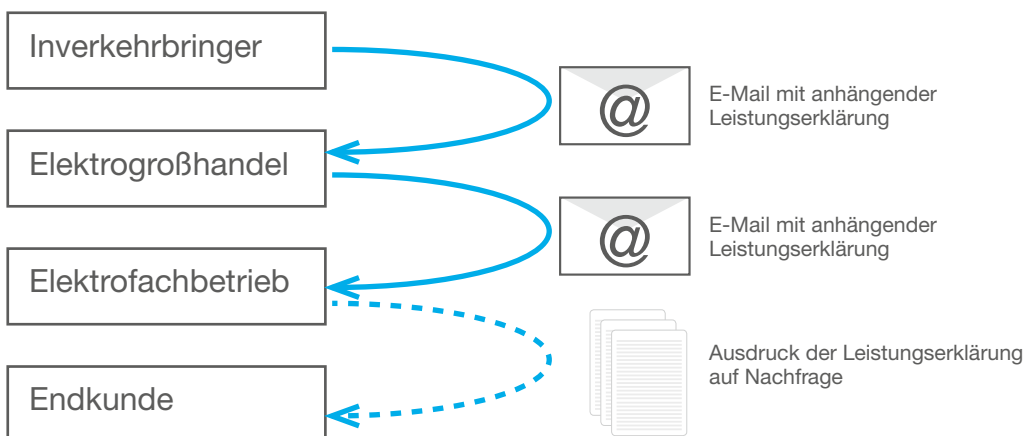 Inverkehrbringer
@
E-Mail mit anhängender
Leistungserklärung
Elektrogroßhandel
@
E-Mail mit anhängender
Leistungserklärung
Elektrofachbetrieb
Ausdruck der Leistungserklärung
auf Nachfrage
Endkunde